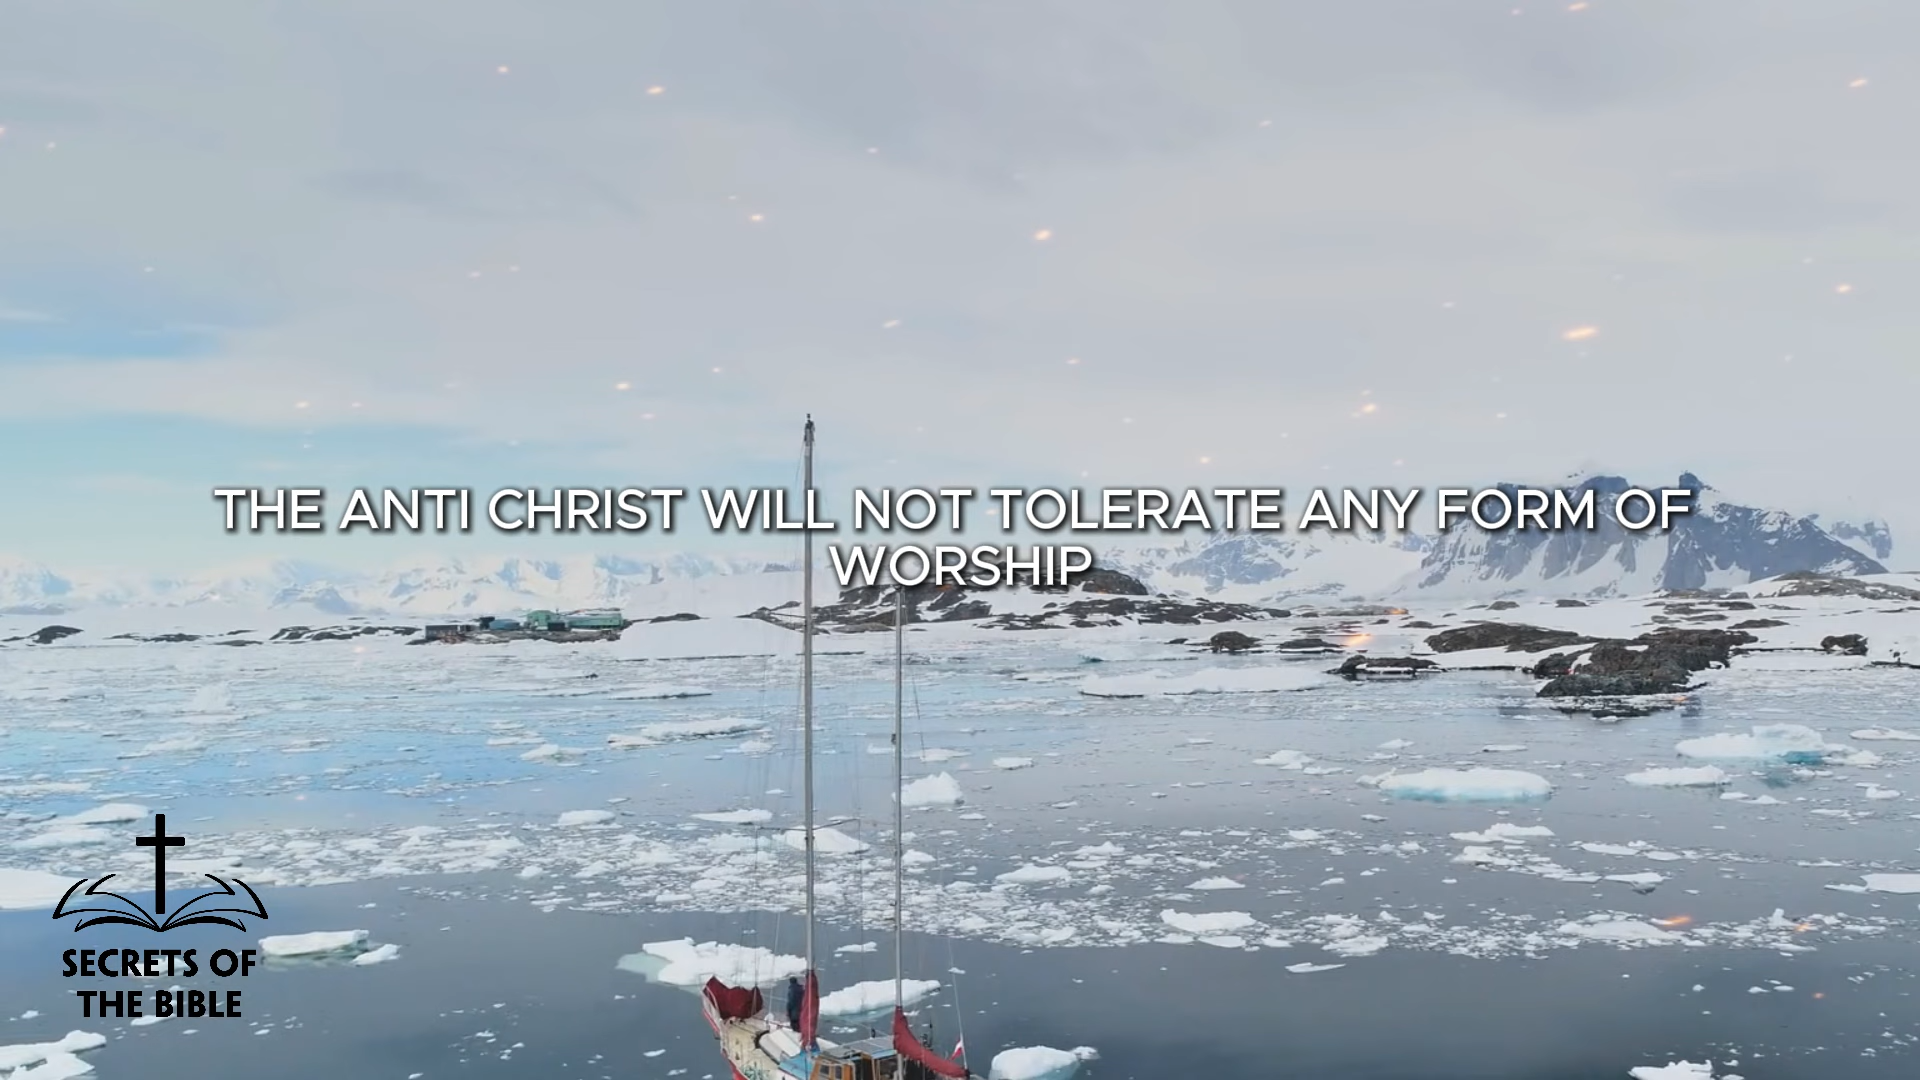 THE ANTI CHRIST WILL NOT TOLERATE ANY FORM OF
WORSHIP
SECRETS OF
THE BIBLE